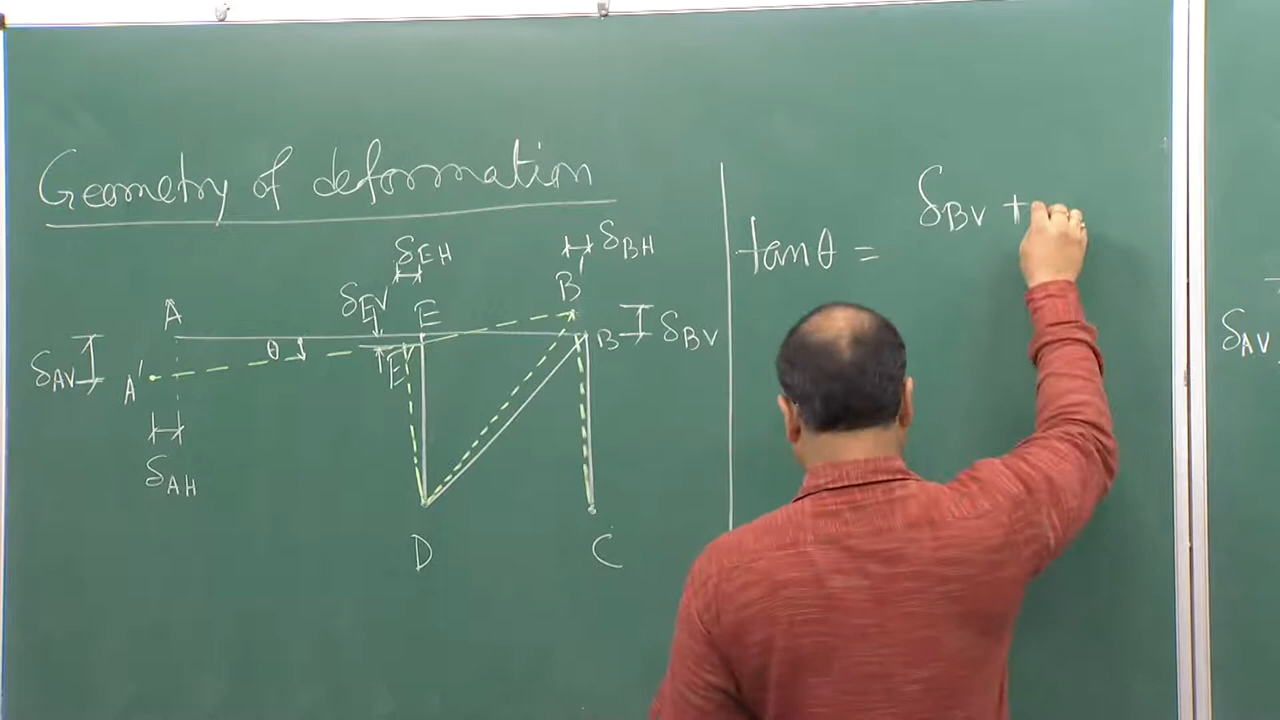 Geometry of deformation
δEH
δBH
tanθ = δBV +
δEV
B'
A
E
B
δBV
θ
δAV
A'
E'
δAV
δAH
D
C